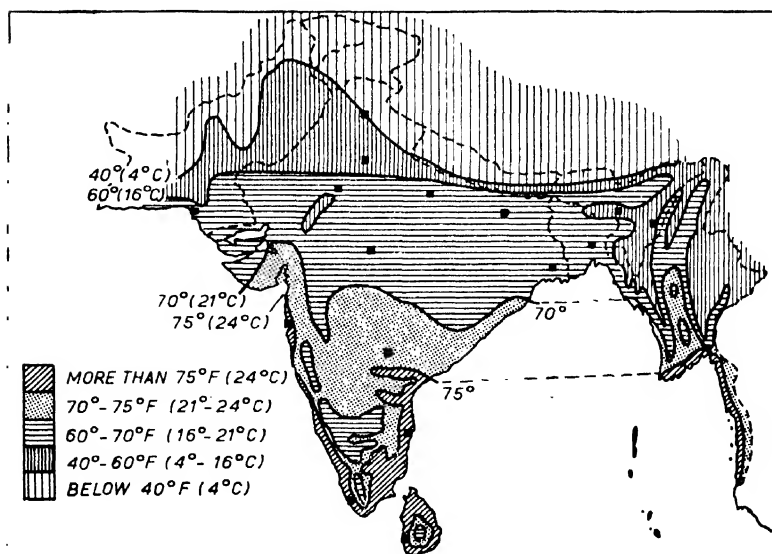 40°(4°C)
60°(16°C)
70°(21°C)
75°(24°C)
70°
75°
MORE THAN 75°F (24°C)
70°-75°F (21°-24°C)
60°-70°F (16°-21°C)
40°-60°F (4°-16°C)
BELOW 40°F (4°C)